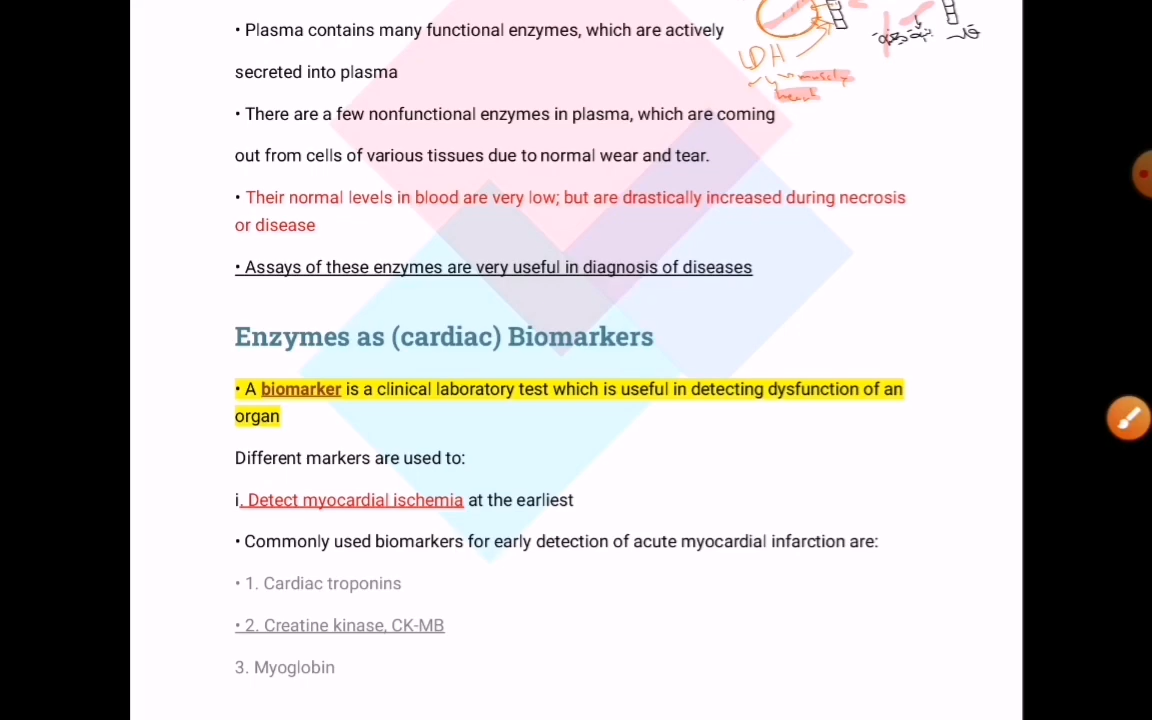 • Plasma contains many functional enzymes, which are actively
secreted into plasma
LDH
muscly
heart
• There are a few nonfunctional enzymes in plasma, which are coming
out from cells of various tissues due to normal wear and tear.
• Their normal levels in blood are very low; but are drastically increased during necrosis
or disease
• Assays of these enzymes are very useful in diagnosis of diseases
Enzymes as (cardiac) Biomarkers
• A biomarker is a clinical laboratory test which is useful in detecting dysfunction of an
organ
Different markers are used to:
i. Detect myocardial ischemia at the earliest
• Commonly used biomarkers for early detection of acute myocardial infarction are:
• 1. Cardiac troponins
• 2. Creatine kinase, CK-MB
3. Myoglobin